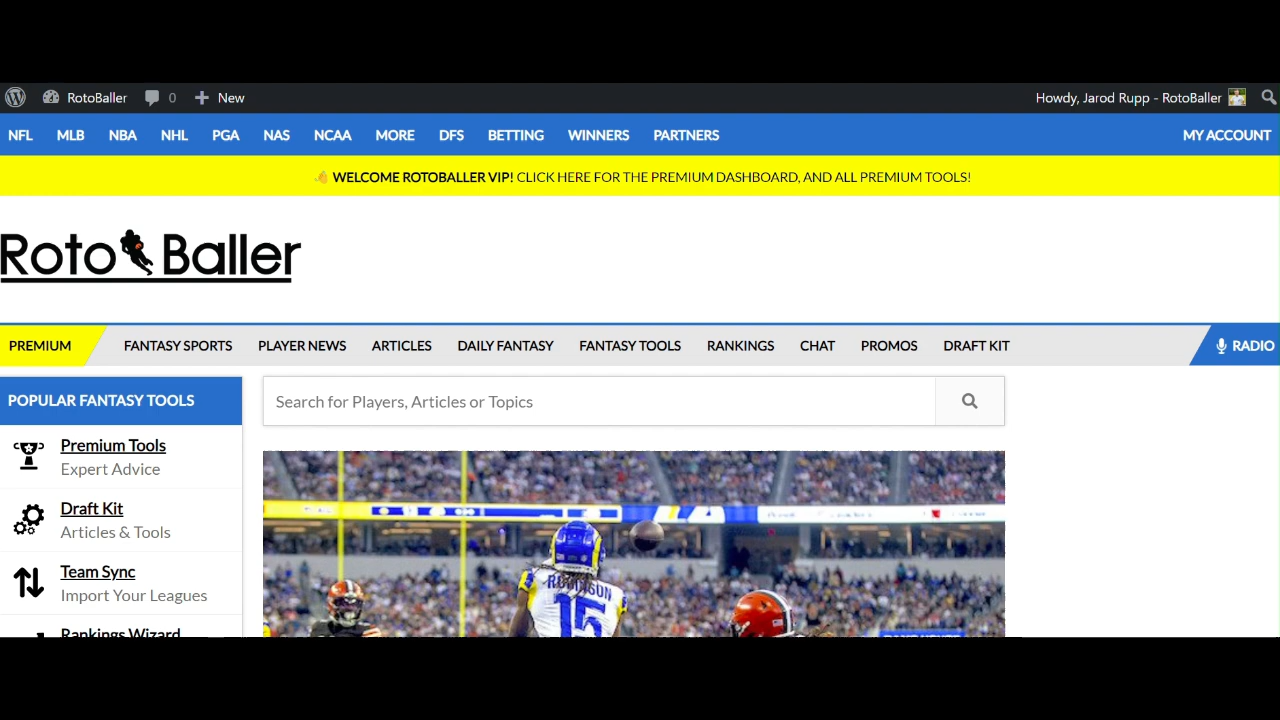 RotoBaller 0 New Howdy, Jarod Rupp - RotoBaller
NFL MLB NBA NHL PGA NAS NCAA MORE DFS BETTING WINNERS PARTNERS MY ACCOUNT
WELCOME ROTOBALLER VIP! CLICK HERE FOR THE PREMIUM DASHBOARD, AND ALL PREMIUM TOOLS!
RotoBaller
PREMIUM FANTASY SPORTS PLAYER NEWS ARTICLES DAILY FANTASY FANTASY TOOLS RANKINGS CHAT PROMOS DRAFT KIT RADIO
POPULAR FANTASY TOOLS
Search for Players, Articles or Topics
Premium Tools
Expert Advice
Draft Kit
Articles & Tools
Team Sync
Import Your Leagues
Rankings Wizard
ROBINSON
15